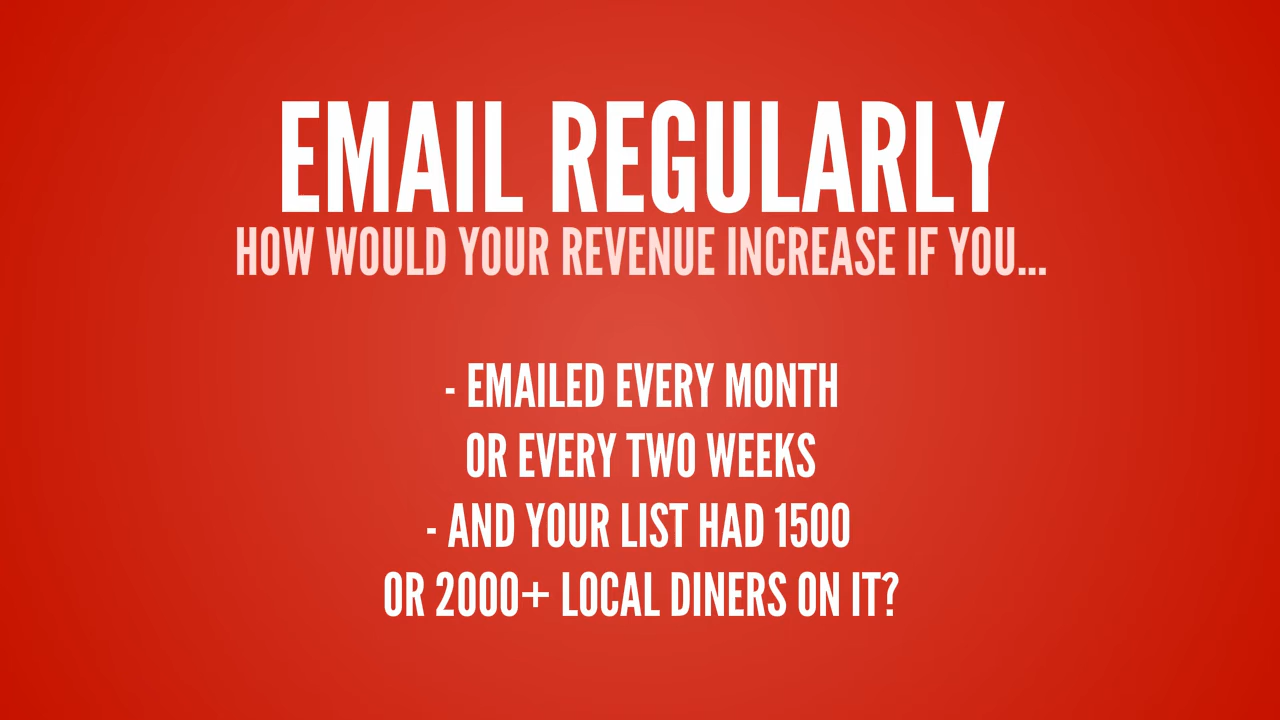 EMAIL REGULARLY
HOW WOULD YOUR REVENUE INCREASE IF YOU...
- EMAILED EVERY MONTH
OR EVERY TWO WEEKS
- AND YOUR LIST HAD 1500
OR 2000+ LOCAL DINERS ON IT?